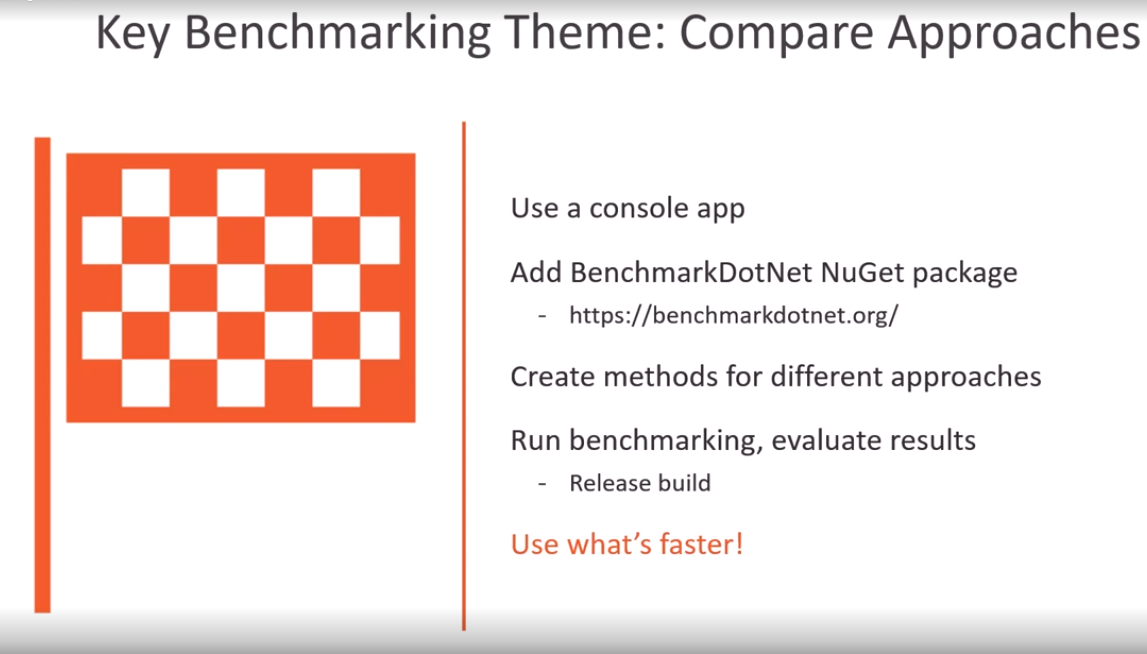 Key Benchmarking Theme: Compare Approaches
Use a console app
Add BenchmarkDotNet NuGet package
- https://benchmarkdotnet.org/
Create methods for different approaches
Run benchmarking, evaluate results
- Release build
Use what's faster!